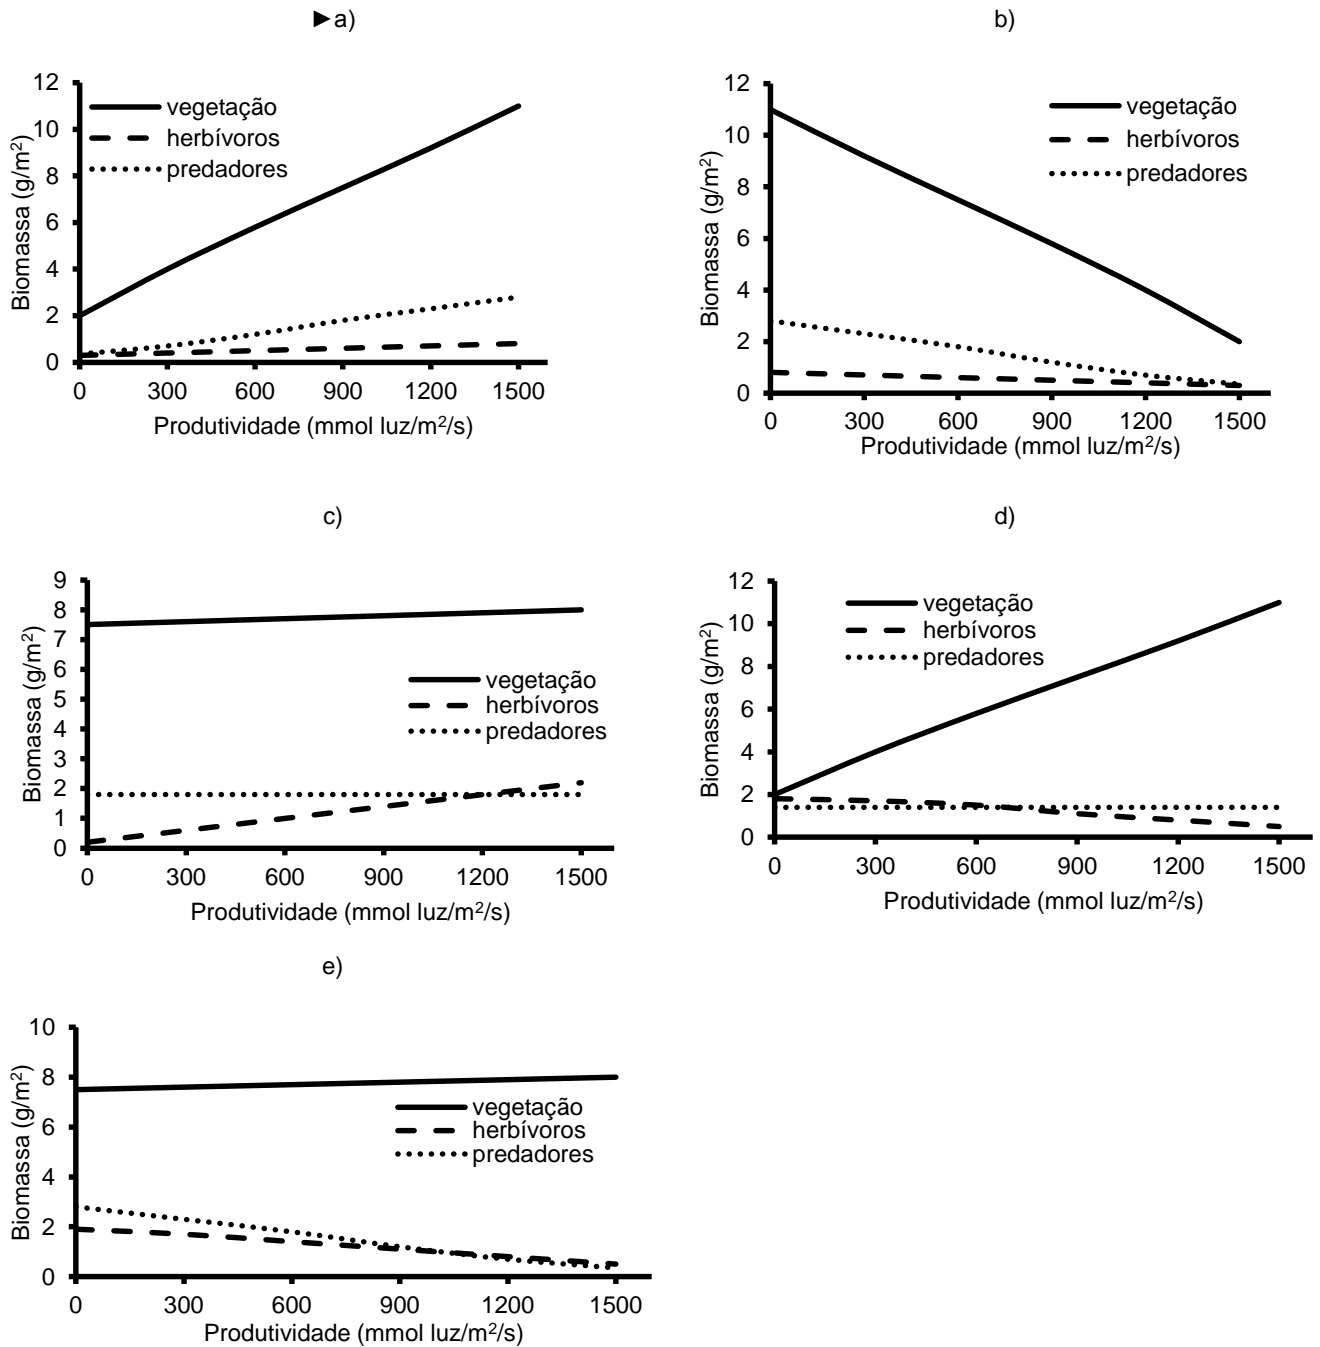 ►a)
12
10
8
6
4
2
0
Biomassa (g/m²)
vegetação
herbívoros
predadores
0 300 600 900 1200 1500
Produtividade (mmol luz/m²/s)
b)
12
10
8
6
4
2
0
Biomassa (g/m²)
vegetação
herbívoros
predadores
0 300 600 900 1200 1500
Produtividade (mmol luz/m²/s)
c)
9
8
7
6
5
4
3
2
1
0
Biomassa (g/m²)
vegetação
herbívoros
predadores
0 300 600 900 1200 1500
Produtividade (mmol luz/m²/s)
d)
12
10
8
6
4
2
0
Biomassa (g/m²)
vegetação
herbívoros
predadores
0 300 600 900 1200 1500
Produtividade (mmol luz/m²/s)
e)
10
8
6
4
2
0
Biomassa (g/m²)
vegetação
herbívoros
predadores
0 300 600 900 1200 1500
Produtividade (mmol luz/m²/s)